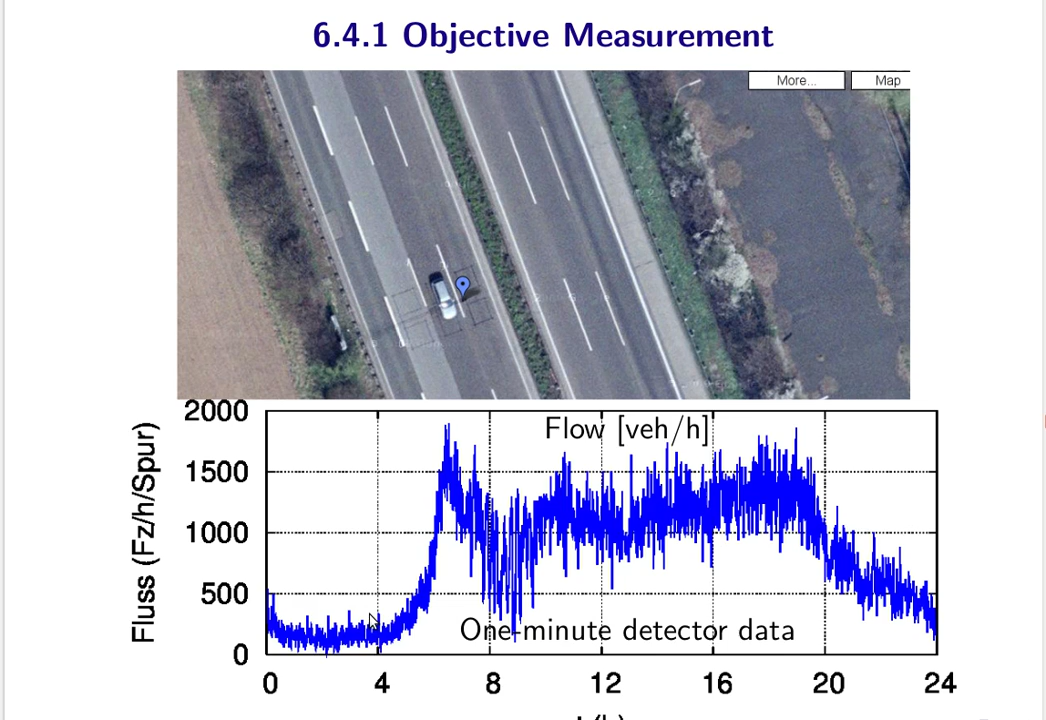 6.4.1 Objective Measurement
More...
Map
2000
Flow [veh/h]
1500
1000
500
0
Fluss (Fz/h/Spur)
One-minute detector data
0 4 8 12 16 20 24